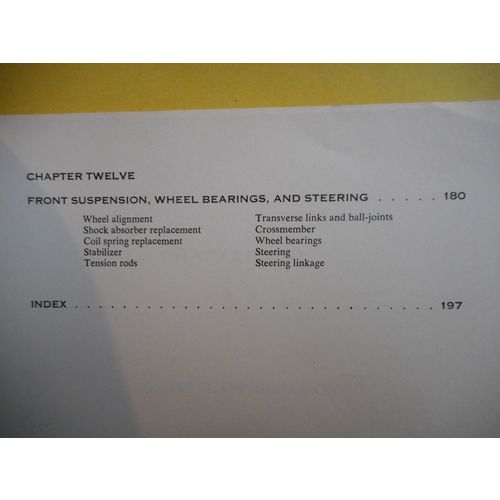 CHAPTER TWELVE
FRONT SUSPENSION, WHEEL BEARINGS, AND STEERING . . . . . 180
Wheel alignment
Shock absorber replacement
Coil spring replacement
Stabilizer
Tension rods
Transverse links and ball-joints
Crossmember
Wheel bearings
Steering
Steering linkage
INDEX . . . . . . . . . . . . . . . . . . . . . . . . . . . 197